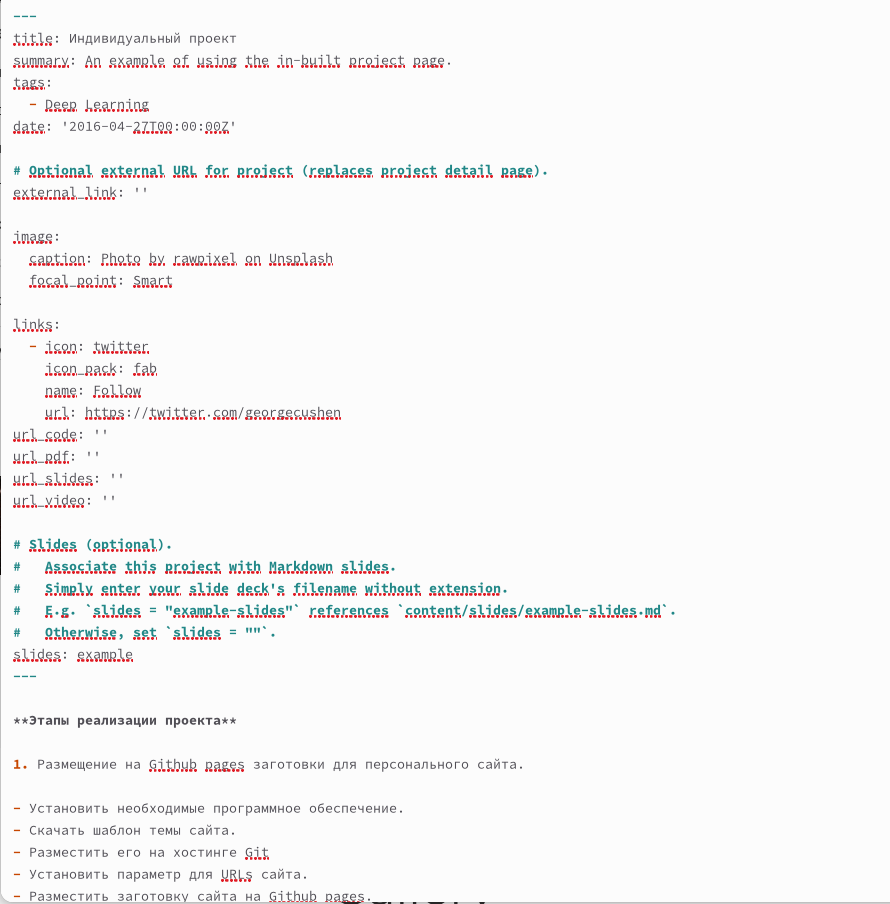 ---
title: Индивидуальный проект
summary: An example of using the in-built project page.
tags:
  - Deep Learning
date: '2016-04-27T00:00:00Z'

# Optional external URL for project (replaces project detail page).
external_link: ''

image:
  caption: Photo by rawpixel on Unsplash
  focal_point: Smart

links:
  - icon: twitter
    icon_pack: fab
    name: Follow
    url: https://twitter.com/georgecushen
url_code: ''
url_pdf: ''
url_slides: ''
url_video: ''

# Slides (optional).
#   Associate this project with Markdown slides.
#   Simply enter your slide deck's filename without extension.
#   E.g. `slides = "example-slides"` references `content/slides/example-slides.md`.
#   Otherwise, set `slides = ""`.
slides: example
---

**Этапы реализации проекта**

1. Размещение на Github pages заготовки для персонального сайта.

- Установить необходимые программное обеспечение.
- Скачать шаблон темы сайта.
- Разместить его на хостинге Git
- Установить параметр для URLs сайта.
- Разместить заготовку сайта на Github pages.